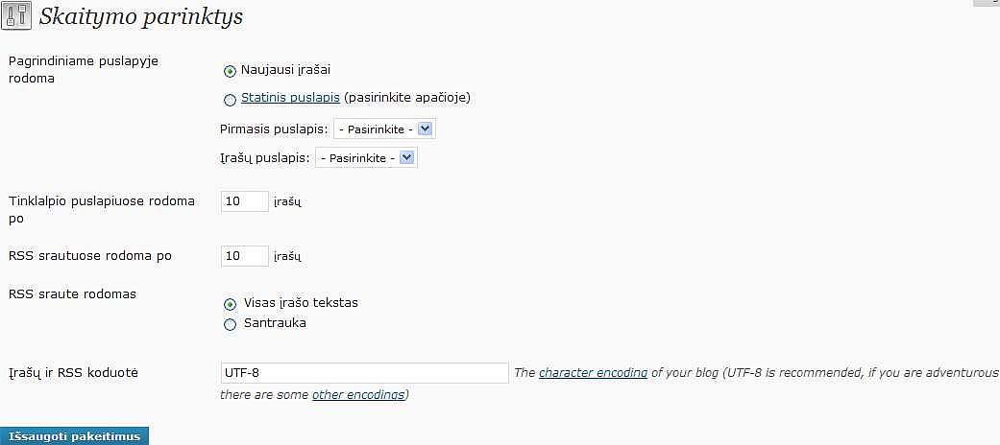 Skaitymo parinktys
Pagrindiniame puslapyje
rodoma
Naujausi įrašai
Statinis puslapis (pasirinkite apačioje)
Pirmasis puslapis: - Pasirinkite -
Įrašų puslapis: - Pasirinkite -
Tinklalpio puslapiuose rodoma
po
10 įrašų
RSS srautuose rodoma po
10 įrašų
RSS sraute rodomas
Visas įrašo tekstas
Santrauka
Įrašų ir RSS koduotė
UTF-8 The character encoding of your blog (UTF-8 is recommended, if you are adventurous
there are some other encodings)
Išsaugoti pakeitimus